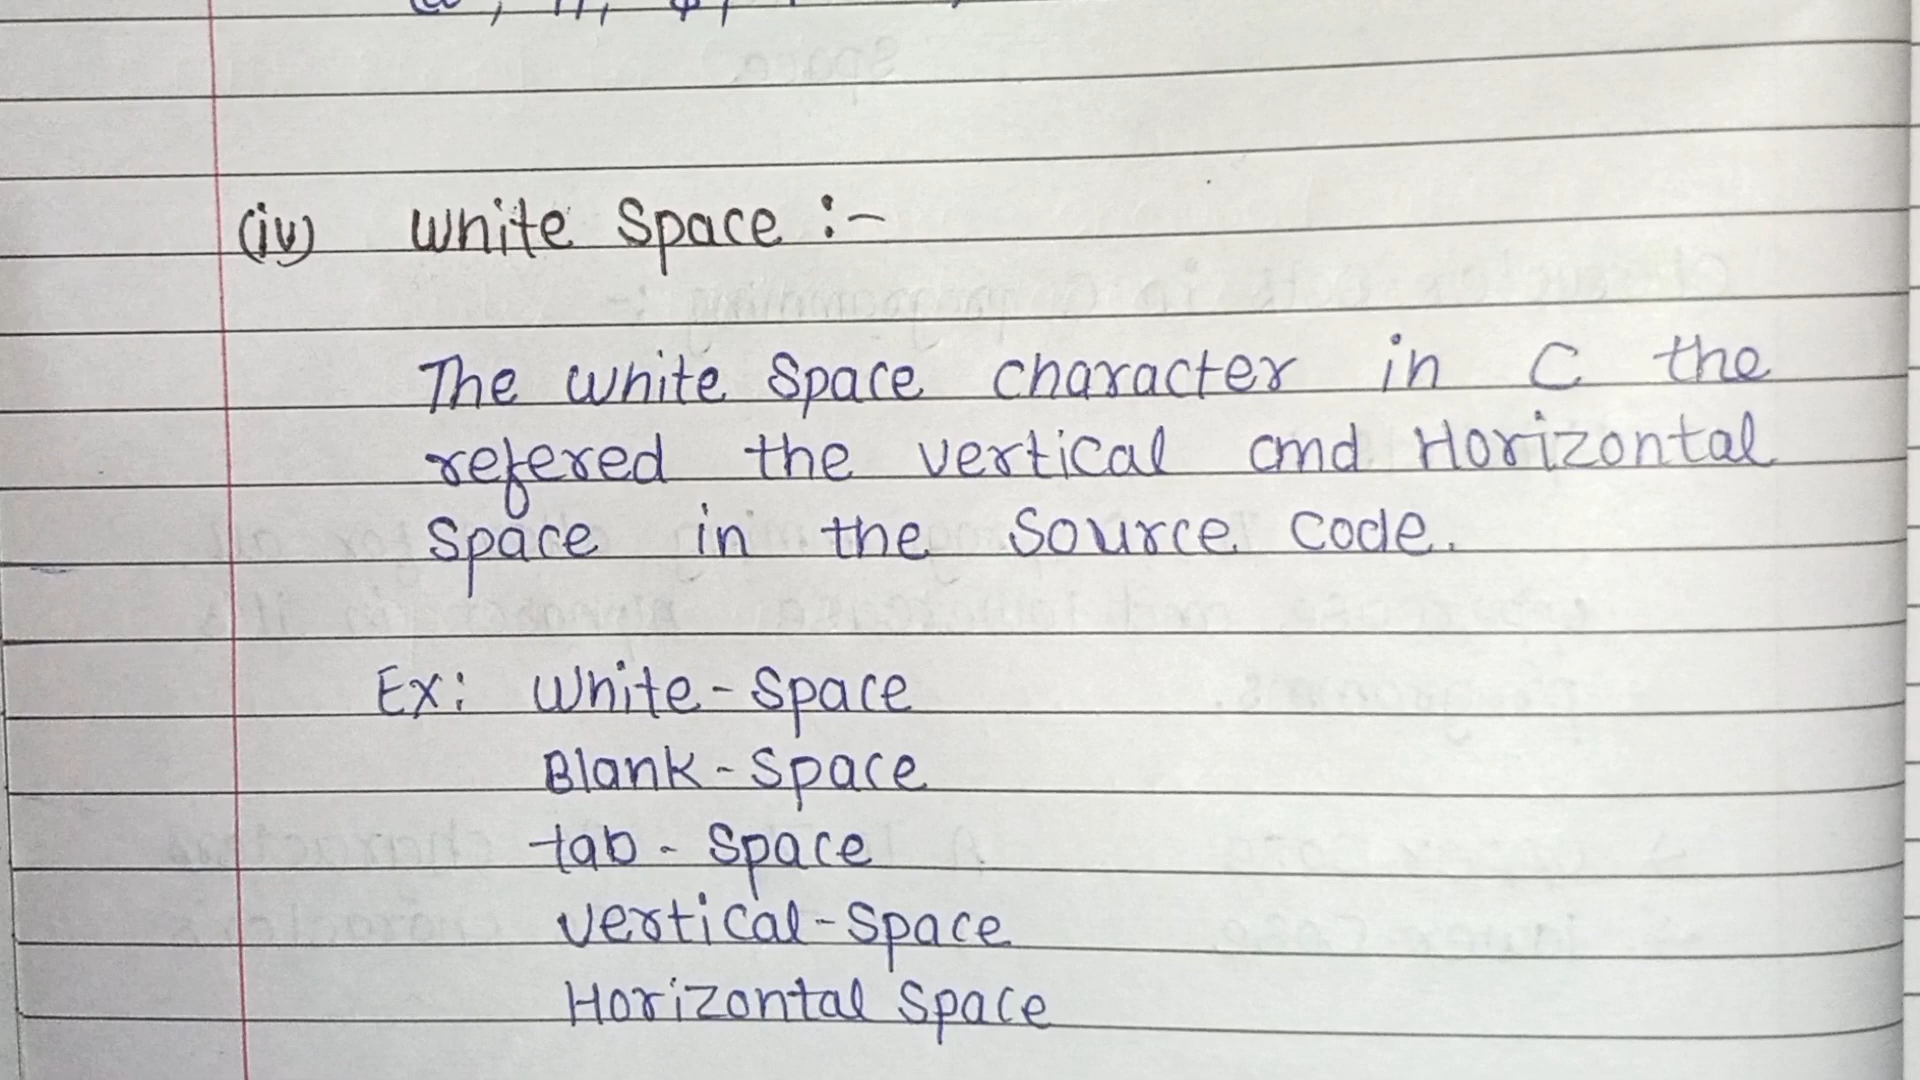 (iv) White Space :-
The white space character in C the
refered the vertical and Horizontal
space in the Source code.
Ex: White-Space
Blank-Space
tab-Space
vertical-Space
Horizontal Space